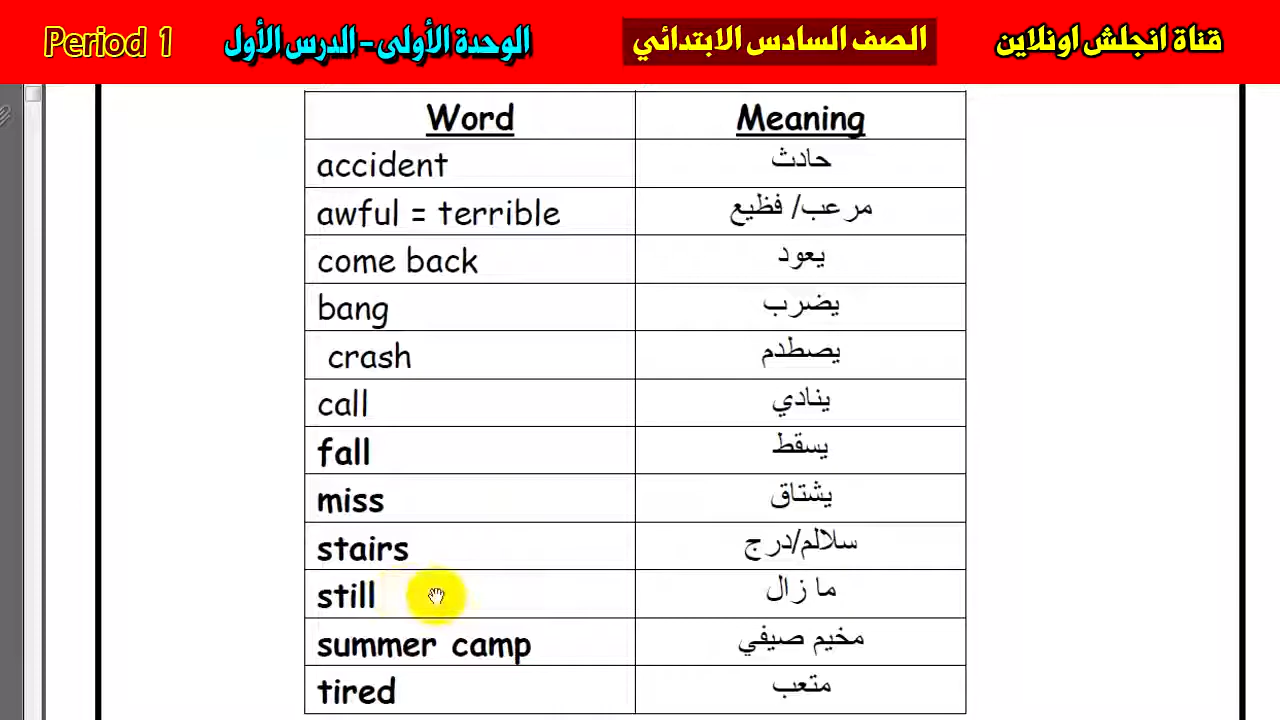 قناة انجلش اونلاين الصف السادس الابتدائي الوحدة الأولى - الدرس الأول Period 1
Word Meaning
accident حادث
awful = terrible مرعب/ فظيع
come back يعود
bang يضرب
crash يصطدم
call ينادي
fall يسقط
miss يشتاق
stairs سلالم/درج
still ما زال
summer camp مخيم صيفي
tired متعب